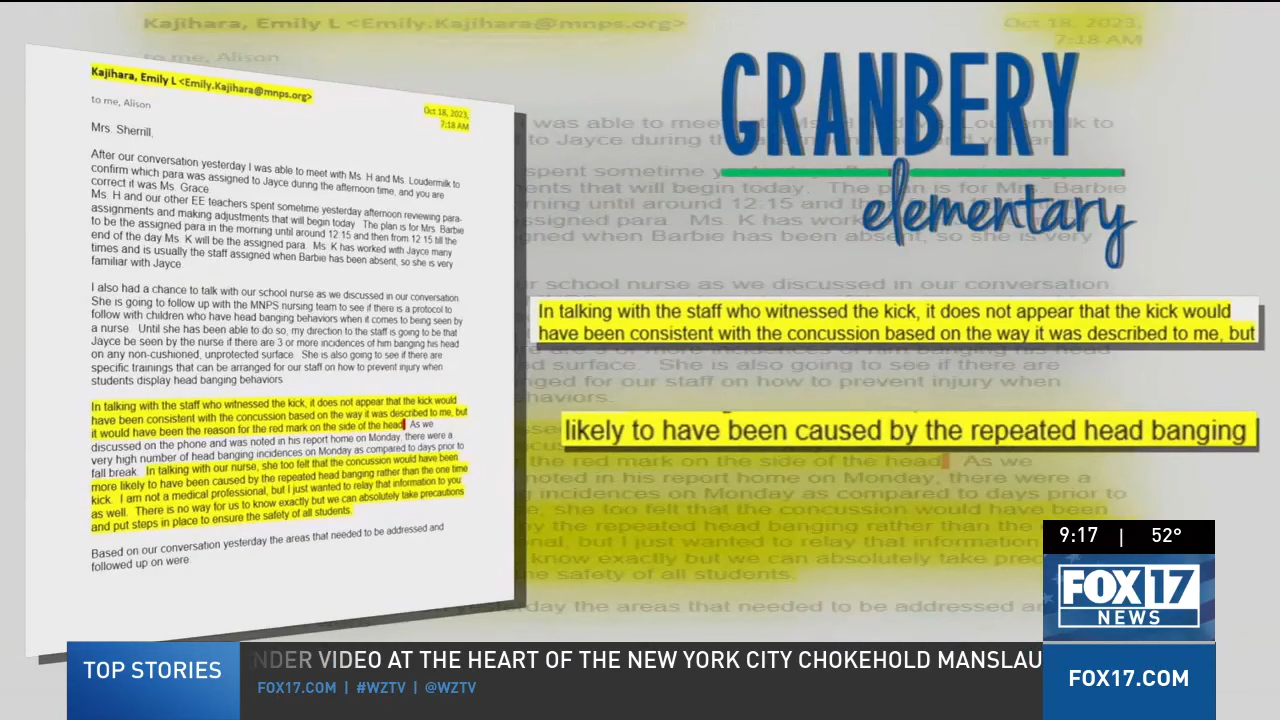 Kajihara, Emily L <Emily.Kajihara@mnps.org>
Oct 18, 2023,
7:18 AM
to me, Alison
Kajihara, Emily L <Emily.Kajihara@mnps.org>
Oct 18, 2023,
7:18 AM
to me, Alison
Mrs. Sherrill,
After our conversation yesterday I was able to meet with Ms. H and Ms. Loudermilk to
confirm which para was assigned to Jayce during the afternoon time, and you are
correct it was Ms. Grace
Ms. H and our other EE teachers spent sometime yesterday afternoon reviewing para-
assignments and making adjustments that will begin today. The plan is for Mrs. Barbie
to be the assigned para in the morning until around 12:15 and then from 12:15 till the
end of the day Ms. K will be the assigned para. Ms. K has worked with Jayce many
times and is usually the staff assigned when Barbie has been absent, so she is very
familiar with Jayce.
I also had a chance to talk with our school nurse as we discussed in our conversation
She is going to follow up with the MNPS nursing team to see if there is a protocol to
follow with children who have head banging behaviors when it comes to being seen by
a nurse. Until she has been able to do so, my direction to the staff is going to be that
Jayce be seen by the nurse if there are 3 or more incidences of him banging his head
on any non-cushioned, unprotected surface. She is also going to see if there are
specific trainings that can be arranged for our staff on how to prevent injury when
students display head banging behaviors.
In talking with the staff who witnessed the kick, it does not appear that the kick would
have been consistent with the concussion based on the way it was described to me, but
it would have been the reason for the red mark on the side of the head. As we
discussed on the phone and was noted in his report home on Monday, there were a
very high number of head banging incidences on Monday as compared to days prior to
fall break. In talking with our nurse, she too felt that the concussion would have been
more likely to have been caused by the repeated head banging rather than the one time
kick. I am not a medical professional, but I just wanted to relay that information to you
as well. There is no way for us to know exactly but we can absolutely take precautions
and put steps in place to ensure the safety of all students.
Based on our conversation yesterday the areas that needed to be addressed and
followed up on were:
GRANBERY
elementary
In talking with the staff who witnessed the kick, it does not appear that the kick would
have been consistent with the concussion based on the way it was described to me, but
likely to have been caused by the repeated head banging
9:17 | 52°
FOX 17
NEWS
FOX17.COM
TOP STORIES
NDER VIDEO AT THE HEART OF THE NEW YORK CITY CHOKEHOLD MANSLAU
FOX17.COM | #WZTV | @WZTV